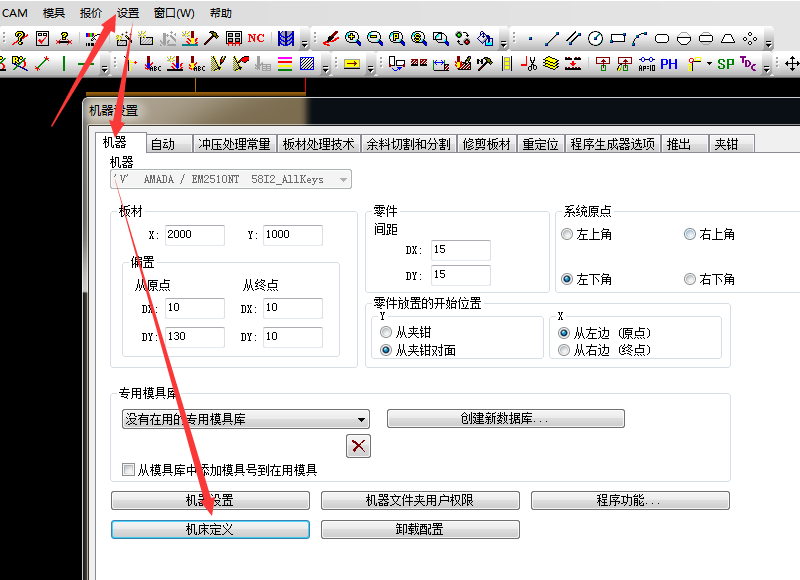 CAM 模具 报价 设置 窗口(W) 帮助
NC
ABC ABC AP=10 PH SP TDc
机器设置
机器 自动 冲压处理常量 板材处理技术 余料切割和分割 修剪板材 重定位 程序生成器选项 推出 夹钳
机器
'V' AMADA / EM2510NT 58I2_AllKeys
板材
X: 2000 Y: 1000
偏置
从原点 从终点
DX: 10 DX: 10
DY: 130 DY: 10
零件
间距
DX: 15
DY: 15
系统原点
左上角 右上角
左下角 右下角
零件放置的开始位置
Y X
从夹钳 从左边 (原点)
从夹钳对面 从右边 (终点)
专用模具库
没有在用的专用模具库 创建新数据库...
从模具库中添加模具号到在用模具
机器设置 机器文件夹用户权限 程序功能...
机床定义 卸载配置